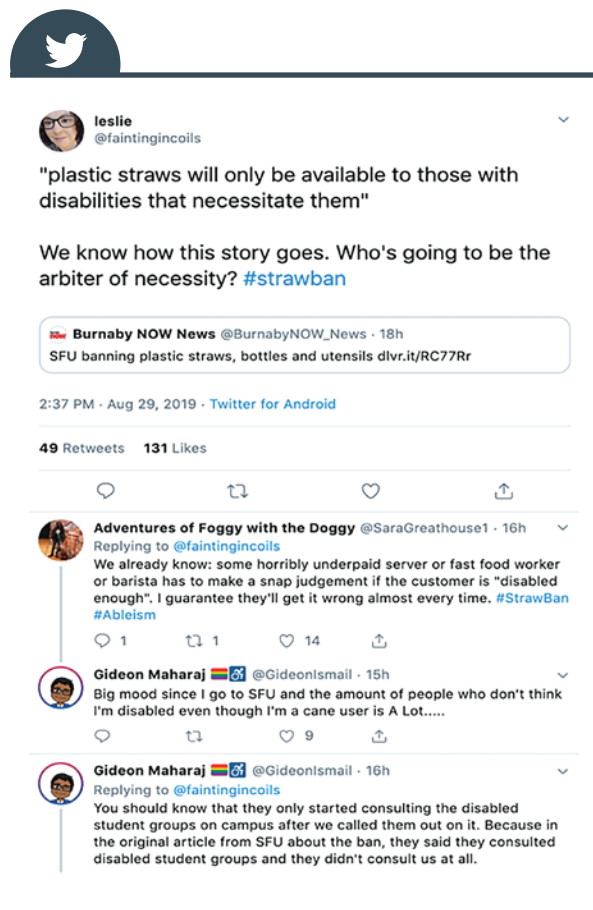 leslie
@faintingincoils
"plastic straws will only be available to those with
disabilities that necessitate them"
We know how this story goes. Who's going to be the
arbiter of necessity? #strawban
Burnaby NOW News @BurnabyNOW_News · 18h
SFU banning plastic straws, bottles and utensils dlvr.it/RC77Rr
2:37 PM · Aug 29, 2019 · Twitter for Android
49 Retweets 131 Likes
Adventures of Foggy with the Doggy @SaraGreathouse1 · 16h
Replying to @faintingincoils
We already know: some horribly underpaid server or fast food worker
or barista has to make a snap judgement if the customer is "disabled
enough". I guarantee they'll get it wrong almost every time. #StrawBan
#Ableism
1 1 14
Gideon Maharaj 🏳️‍🌈♿ @GideonIsmail · 15h
Big mood since I go to SFU and the amount of people who don't think
I'm disabled even though I'm a cane user is A Lot.....
9
Gideon Maharaj 🏳️‍🌈♿ @GideonIsmail · 16h
Replying to @faintingincoils
You should know that they only started consulting the disabled
student groups on campus after we called them out on it. Because in
the original article from SFU about the ban, they said they consulted
disabled student groups and they didn't consult us at all.